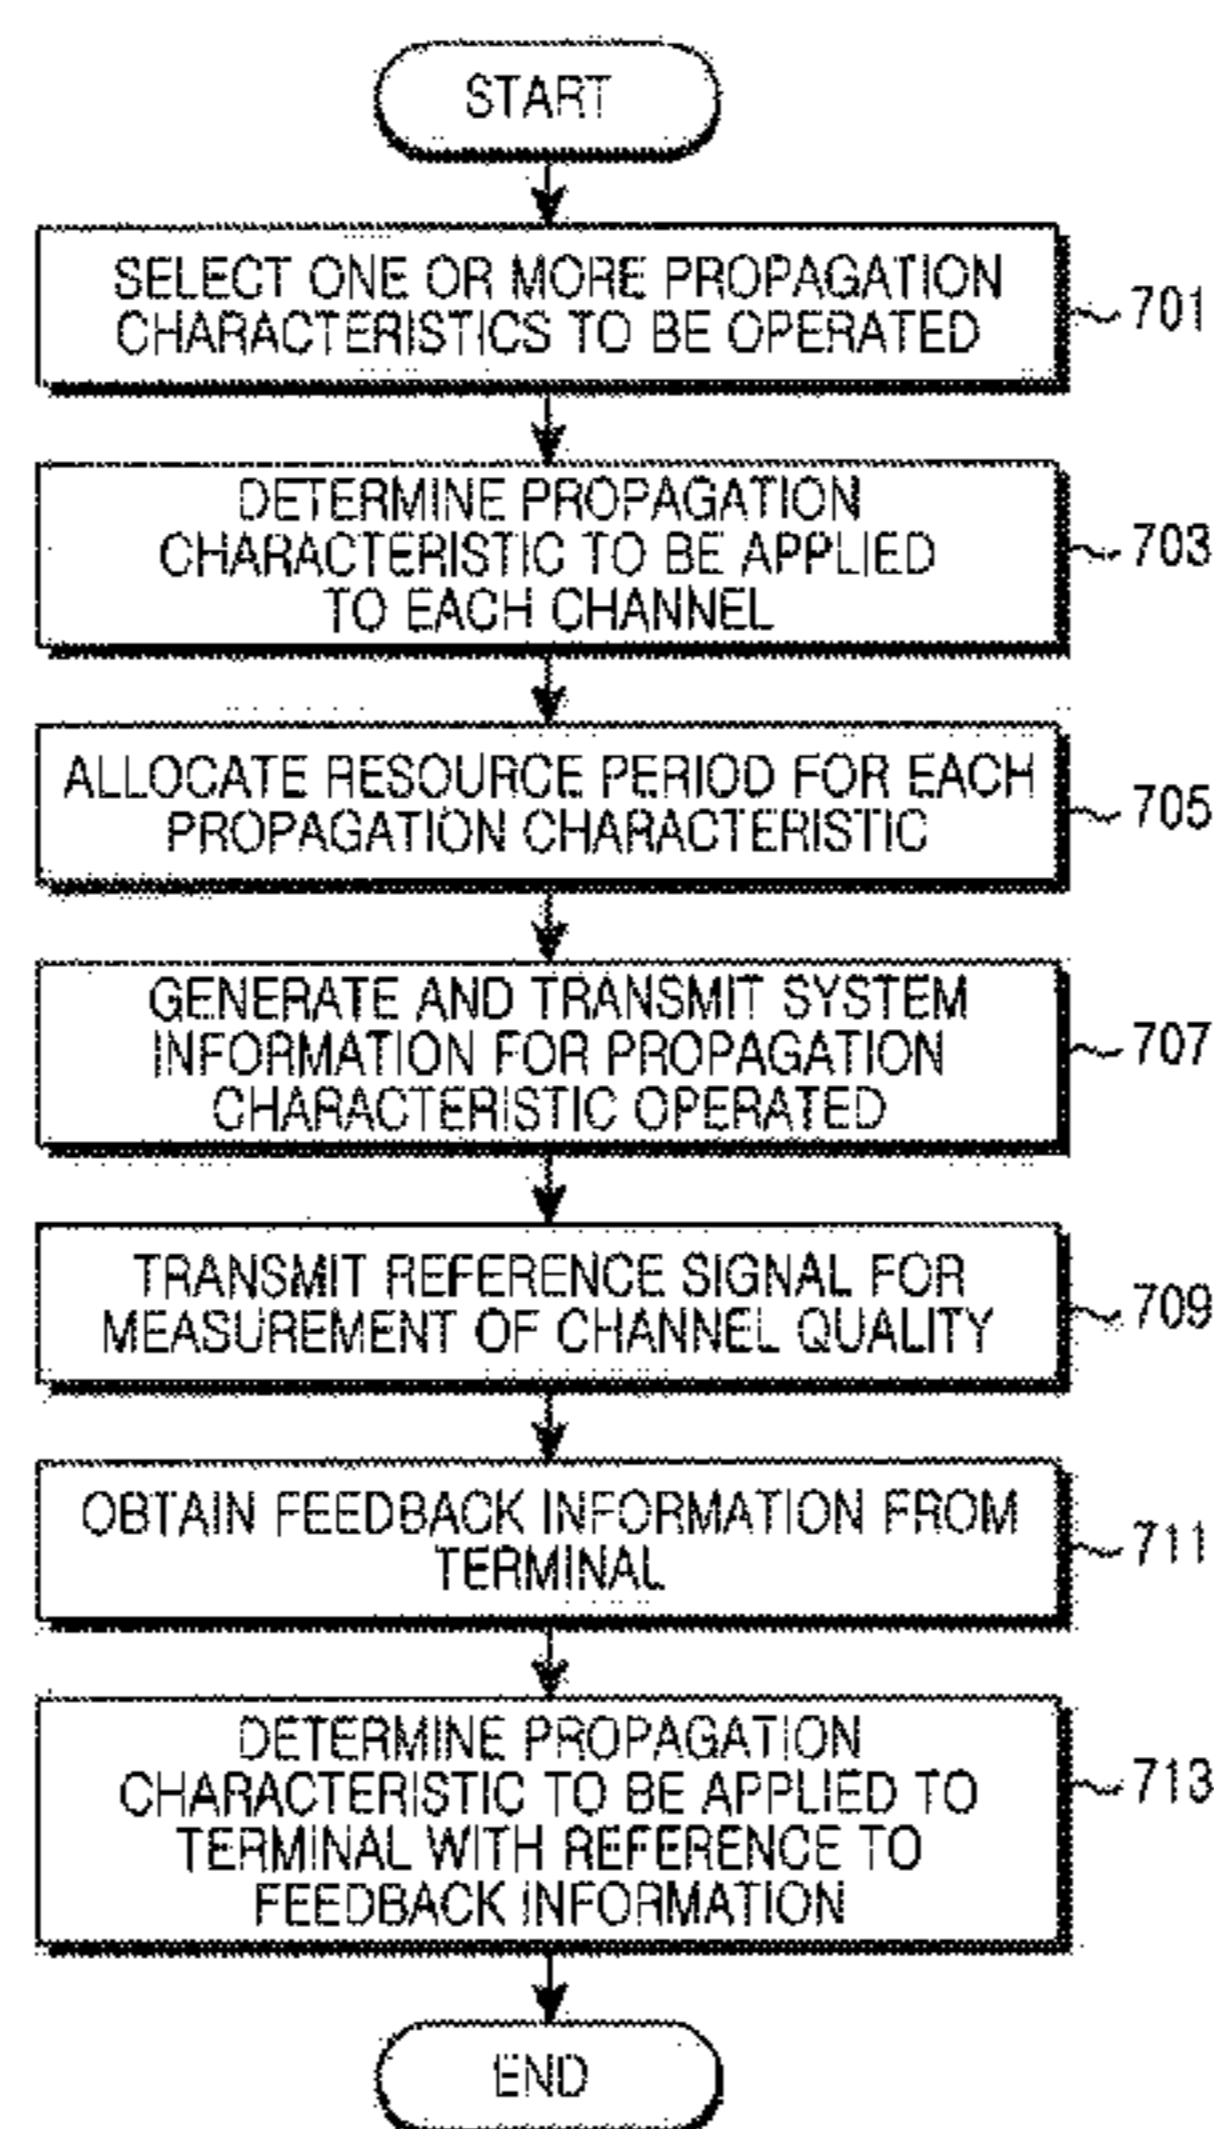 START
SELECT ONE OR MORE PROPAGATION
CHARACTERISTICS TO BE OPERATED
701
DETERMINE PROPAGATION
CHARACTERISTIC TO BE APPLIED
TO EACH CHANNEL
703
ALLOCATE RESOURCE PERIOD FOR EACH
PROPAGATION CHARACTERISTIC
705
GENERATE AND TRANSMIT SYSTEM
INFORMATION FOR PROPAGATION
CHARACTERISTIC OPERATED
707
TRANSMIT REFERENCE SIGNAL FOR
MEASUREMENT OF CHANNEL QUALITY
709
OBTAIN FEEDBACK INFORMATION FROM
TERMINAL
711
DETERMINE PROPAGATION
CHARACTERISTIC TO BE APPLIED TO
TERMINAL WITH REFERENCE TO
FEEDBACK INFORMATION
713
END